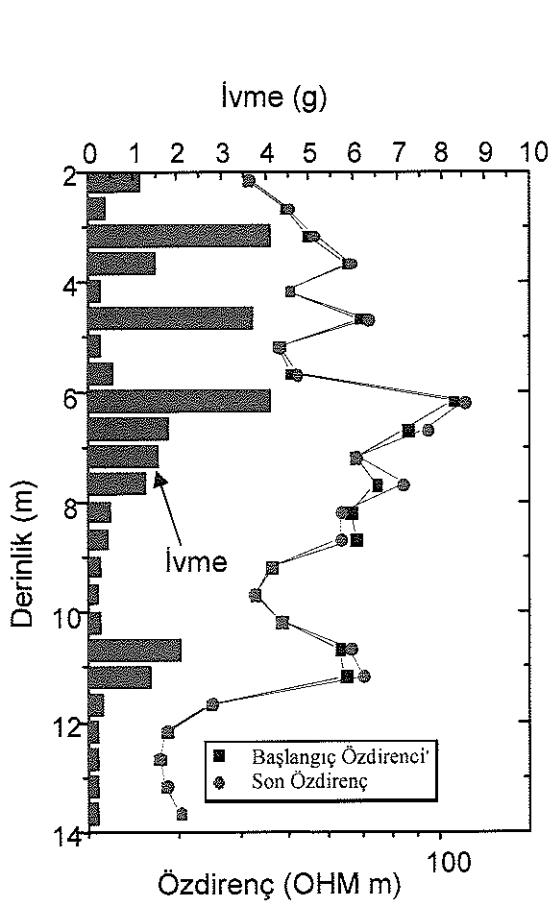 İvme (g)
0 1 2 3 4 5 6 7 8 9 10
2
4
6
8
10
12
14
Derinlik (m)
İvme
Başlangıç Özdirenci'
Son Özdirenç
100
Özdirenç (OHM m)